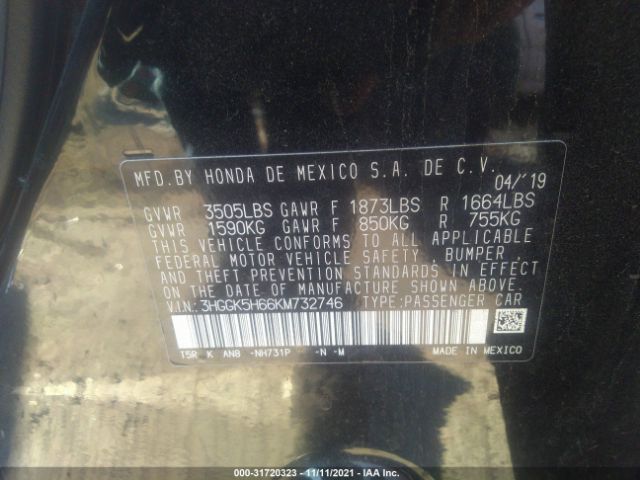 MFD.BY HONDA DE MEXICO S.A. DE C.V.
04/'19
GVWR 3505LBS GAWR F 1873LBS R 1664LBS
GVWR 1590KG GAWR F 850KG R 755KG
THIS VEHICLE CONFORMS TO ALL APPLICABLE
FEDERAL MOTOR VEHICLE SAFETY, BUMPER,
AND THEFT PREVENTION STANDARDS IN EFFECT
ON THE DATE OF MANUFACTURE SHOWN ABOVE.
V.I.N.: 3HGGK5H66KM732746 TYPE:PASSENGER CAR
T5R K AN8 -NH731P -N -M MADE IN MEXICO
000-31720323 - 11/11/2021 - IAA Inc.